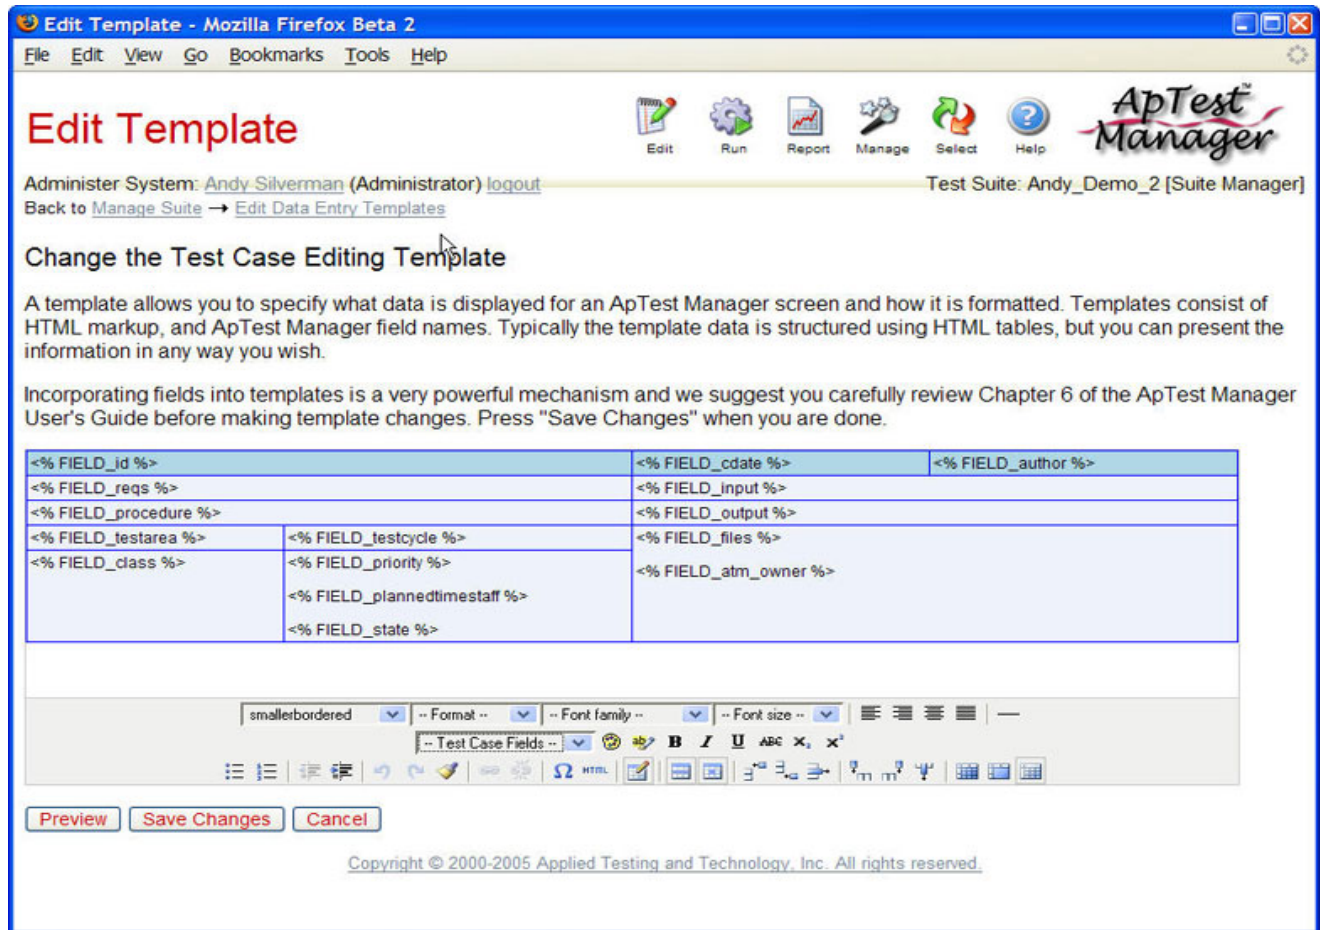 Edit Template - Mozilla Firefox Beta 2
File Edit View Go Bookmarks Tools Help
Edit Template
Edit Run Report Manage Select Help
ApTest™
Manager
Administer System: Andy Silverman (Administrator) logout
Test Suite: Andy_Demo_2 [Suite Manager]
Back to Manage Suite → Edit Data Entry Templates
Change the Test Case Editing Template
A template allows you to specify what data is displayed for an ApTest Manager screen and how it is formatted. Templates consist of
HTML markup, and ApTest Manager field names. Typically the template data is structured using HTML tables, but you can present the
information in any way you wish.
Incorporating fields into templates is a very powerful mechanism and we suggest you carefully review Chapter 6 of the ApTest Manager
User's Guide before making template changes. Press "Save Changes" when you are done.
<% FIELD_id %> <% FIELD_cdate %> <% FIELD_author %>
<% FIELD_reqs %> <% FIELD_input %>
<% FIELD_procedure %> <% FIELD_output %>
<% FIELD_testarea %> <% FIELD_testcycle %> <% FIELD_files %>
<% FIELD_class %> <% FIELD_priority %>
<% FIELD_atm_owner %>
<% FIELD_plannedtimestaff %>
<% FIELD_state %>
smallerbordered -- Format -- -- Font family -- -- Font size --
-- Test Case Fields -- ab B I U ABC X₂ X²
Ω HTML
Preview Save Changes Cancel
Copyright © 2000-2005 Applied Testing and Technology, Inc. All rights reserved.